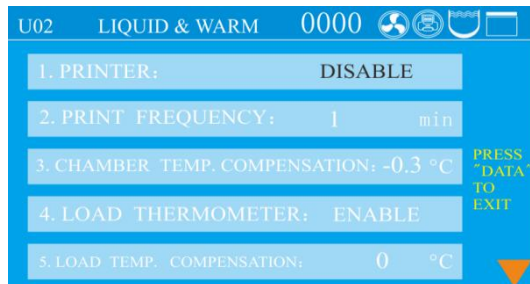 U02 LIQUID & WARM 0000
1. PRINTER: DISABLE
2. PRINT FREQUENCY: 1 min
3. CHAMBER TEMP. COMPENSATION: -0.3 °C
4. LOAD THERMOMETER: ENABLE
5. LOAD TEMP. COMPENSATION: 0 °C
PRESS
"DATA"
TO
EXIT